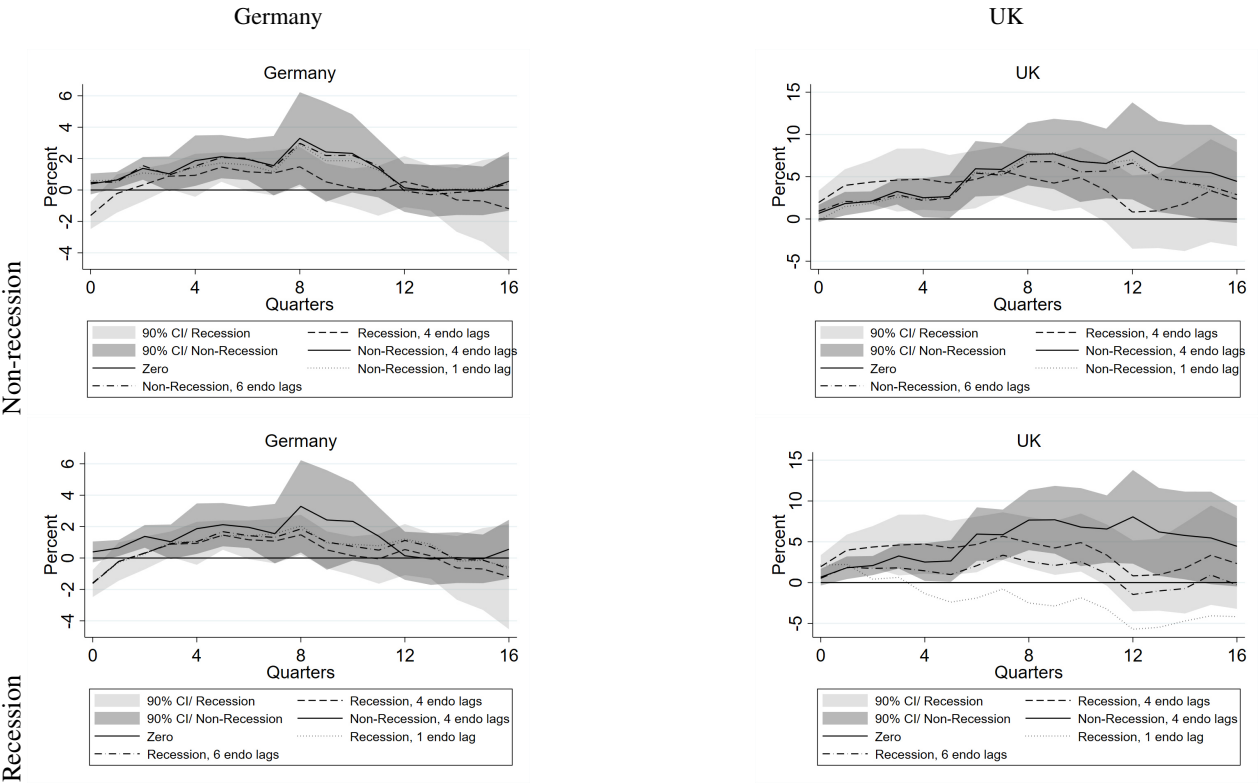 Germany
UK
Non-recession
Germany
Percent
6
4
2
0
-2
-4
0 4 8 12 16
Quarters
90% CI/ Recession
Recession, 4 endo lags
90% CI/ Non-Recession
Non-Recession, 4 endo lags
Zero
Non-Recession, 1 endo lag
Non-Recession, 6 endo lags
UK
Percent
15
10
5
0
-5
0 4 8 12 16
Quarters
90% CI/ Recession
Recession, 4 endo lags
90% CI/ Non-Recession
Non-Recession, 4 endo lags
Zero
Non-Recession, 1 endo lag
Non-Recession, 6 endo lags
Recession
Germany
Percent
6
4
2
0
-2
-4
0 4 8 12 16
Quarters
90% CI/ Recession
Recession, 4 endo lags
90% CI/ Non-Recession
Non-Recession, 4 endo lags
Zero
Recession, 1 endo lag
Recession, 6 endo lags
UK
Percent
15
10
5
0
-5
0 4 8 12 16
Quarters
90% CI/ Recession
Recession, 4 endo lags
90% CI/ Non-Recession
Non-Recession, 4 endo lags
Zero
Recession, 1 endo lag
Recession, 6 endo lags